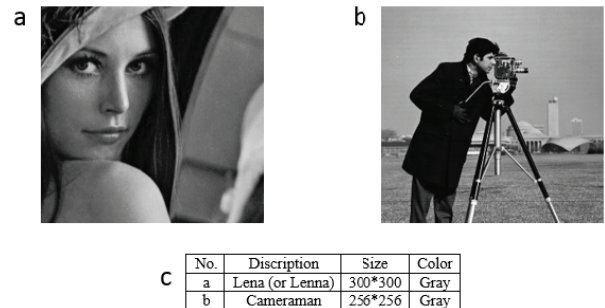 a b
c
No. Discription Size Color
a Lena (or Lenna) 300*300 Gray
b Cameraman 256*256 Gray